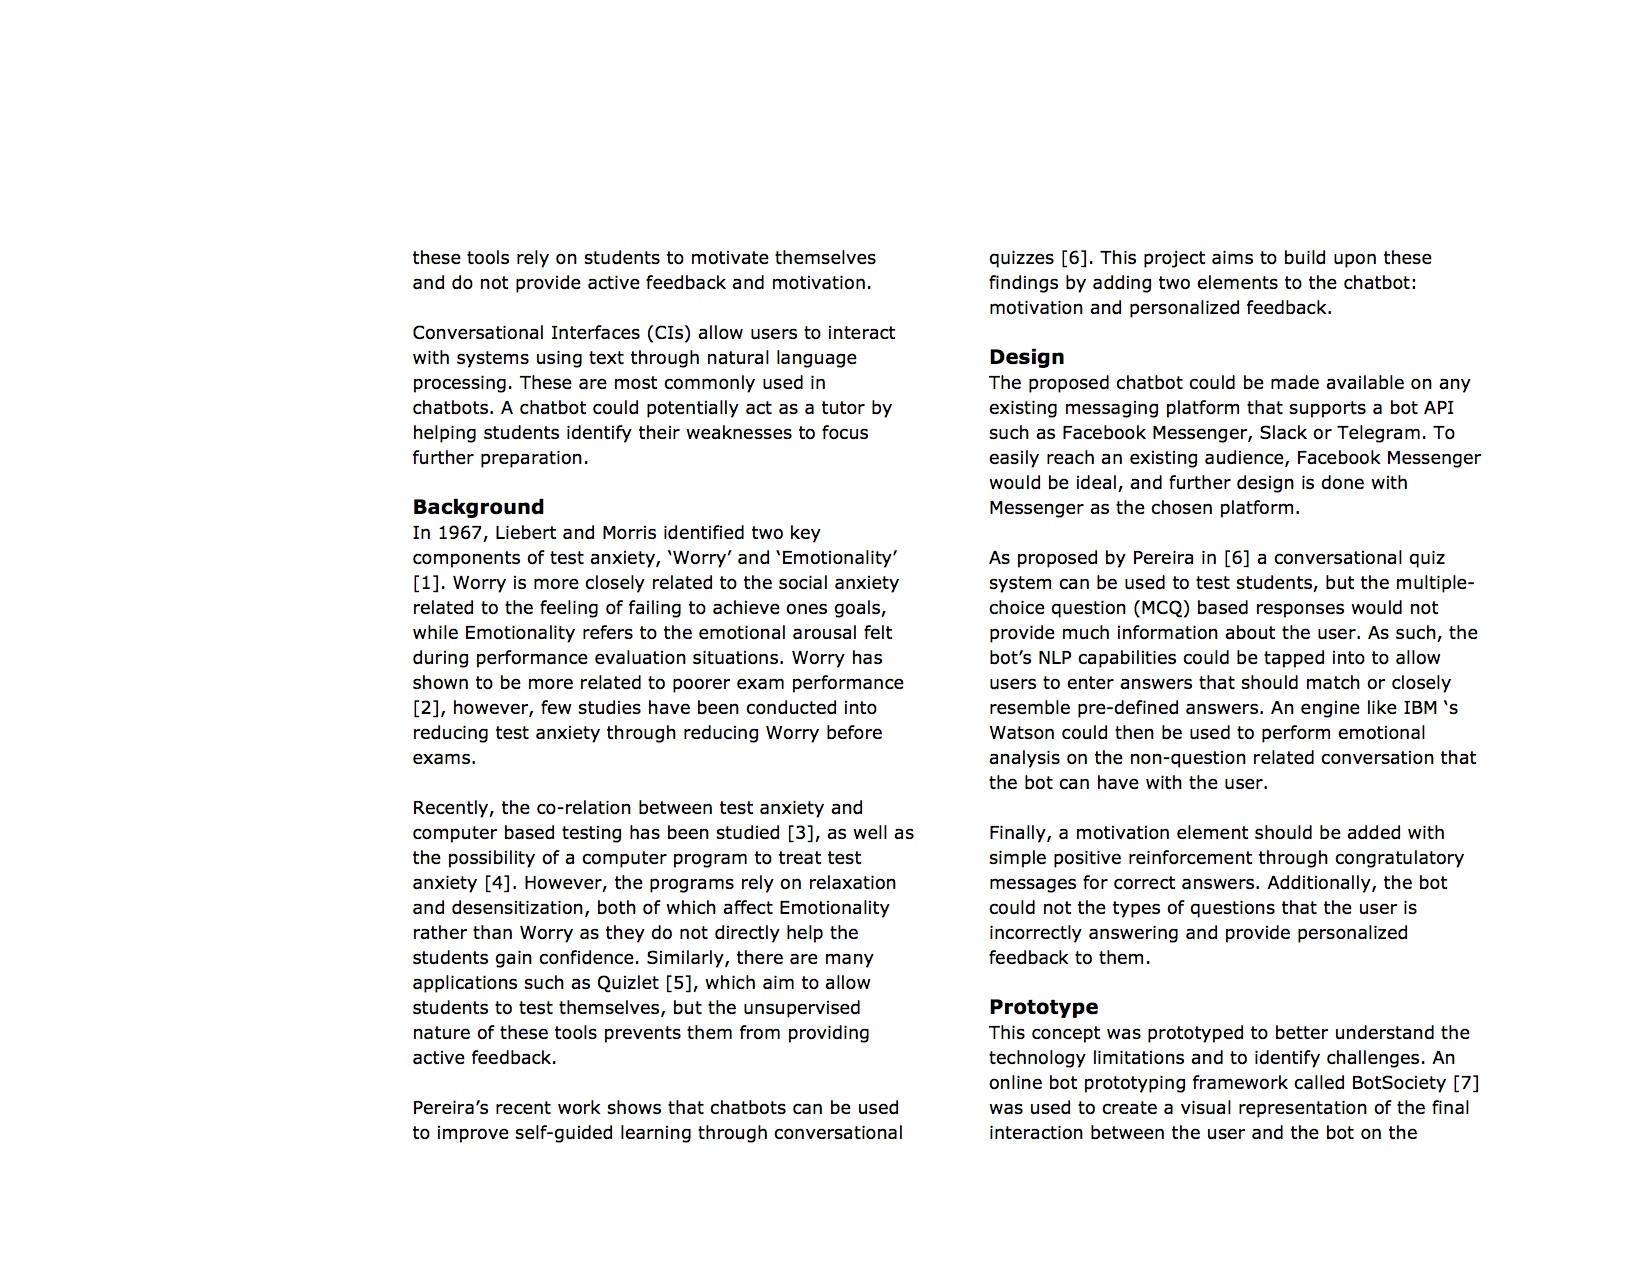 these tools rely on students to motivate themselves
and do not provide active feedback and motivation.
Conversational Interfaces (CIs) allow users to interact
with systems using text through natural language
processing. These are most commonly used in
chatbots. A chatbot could potentially act as a tutor by
helping students identify their weaknesses to focus
further preparation.
Background
In 1967, Liebert and Morris identified two key
components of test anxiety, ‘Worry’ and ‘Emotionality’
[1]. Worry is more closely related to the social anxiety
related to the feeling of failing to achieve ones goals,
while Emotionality refers to the emotional arousal felt
during performance evaluation situations. Worry has
shown to be more related to poorer exam performance
[2], however, few studies have been conducted into
reducing test anxiety through reducing Worry before
exams.
Recently, the co-relation between test anxiety and
computer based testing has been studied [3], as well as
the possibility of a computer program to treat test
anxiety [4]. However, the programs rely on relaxation
and desensitization, both of which affect Emotionality
rather than Worry as they do not directly help the
students gain confidence. Similarly, there are many
applications such as Quizlet [5], which aim to allow
students to test themselves, but the unsupervised
nature of these tools prevents them from providing
active feedback.
Pereira’s recent work shows that chatbots can be used
to improve self-guided learning through conversational
quizzes [6]. This project aims to build upon these
findings by adding two elements to the chatbot:
motivation and personalized feedback.
Design
The proposed chatbot could be made available on any
existing messaging platform that supports a bot API
such as Facebook Messenger, Slack or Telegram. To
easily reach an existing audience, Facebook Messenger
would be ideal, and further design is done with
Messenger as the chosen platform.
As proposed by Pereira in [6] a conversational quiz
system can be used to test students, but the multiple-
choice question (MCQ) based responses would not
provide much information about the user. As such, the
bot’s NLP capabilities could be tapped into to allow
users to enter answers that should match or closely
resemble pre-defined answers. An engine like IBM ‘s
Watson could then be used to perform emotional
analysis on the non-question related conversation that
the bot can have with the user.
Finally, a motivation element should be added with
simple positive reinforcement through congratulatory
messages for correct answers. Additionally, the bot
could not the types of questions that the user is
incorrectly answering and provide personalized
feedback to them.
Prototype
This concept was prototyped to better understand the
technology limitations and to identify challenges. An
online bot prototyping framework called BotSociety [7]
was used to create a visual representation of the final
interaction between the user and the bot on the